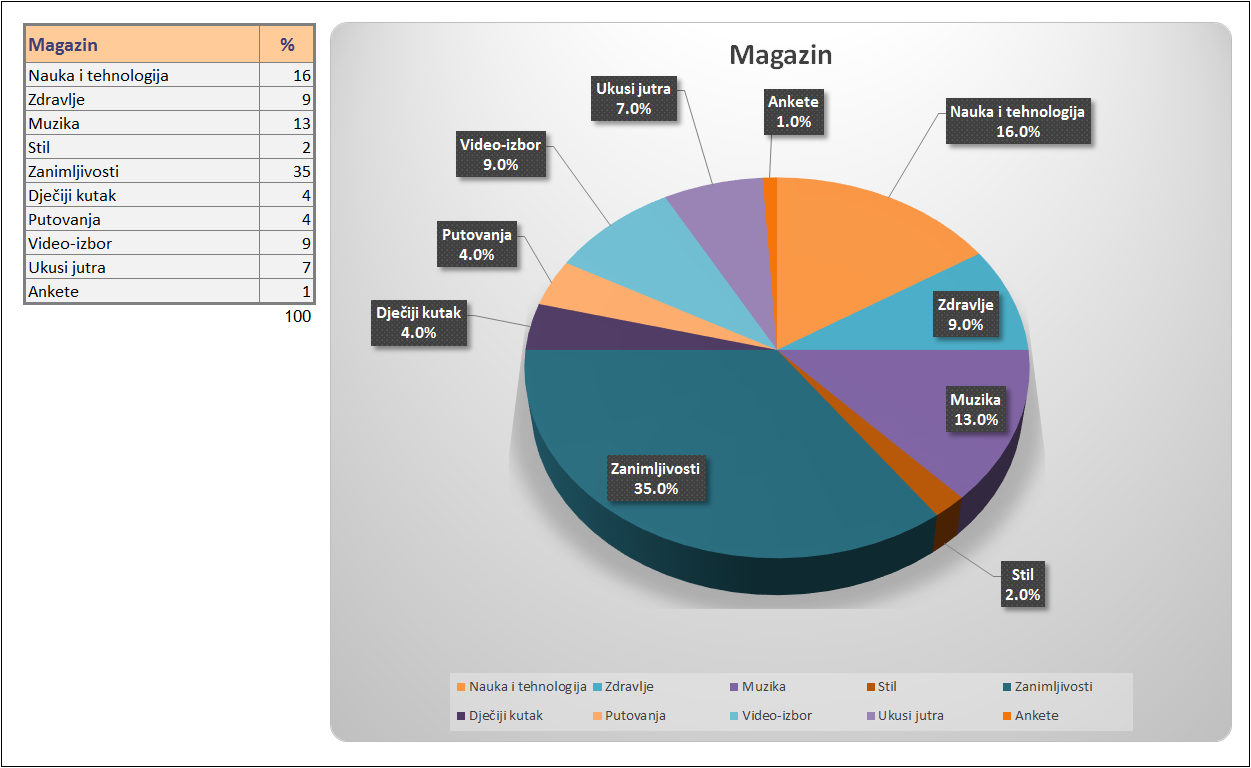 Magazin %
Nauka i tehnologija 16
Zdravlje 9
Muzika 13
Stil 2
Zanimljivosti 35
Dječiji kutak 4
Putovanja 4
Video-izbor 9
Ukusi jutra 7
Ankete 1
100
Magazin
Ukusi jutra
7.0%
Ankete
1.0%
Nauka i tehnologija
16.0%
Video-izbor
9.0%
Putovanja
4.0%
Dječiji kutak
4.0%
Zdravlje
9.0%
Muzika
13.0%
Zanimljivosti
35.0%
Stil
2.0%
Nauka i tehnologija Zdravlje Muzika Stil Zanimljivosti
Dječiji kutak Putovanja Video-izbor Ukusi jutra Ankete